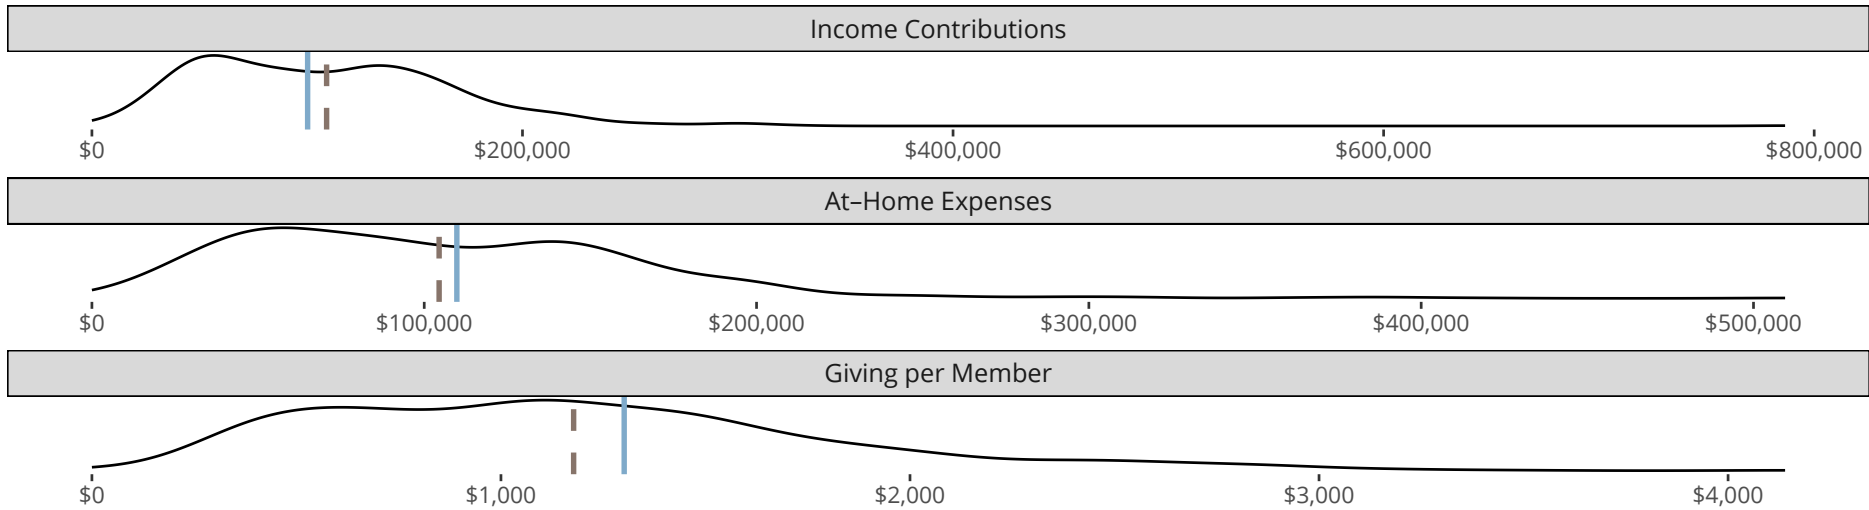 Income Contributions
$0 $200,000 $400,000 $600,000 $800,000
At–Home Expenses
$0 $100,000 $200,000 $300,000 $400,000 $500,000
Giving per Member
$0 $1,000 $2,000 $3,000 $4,000